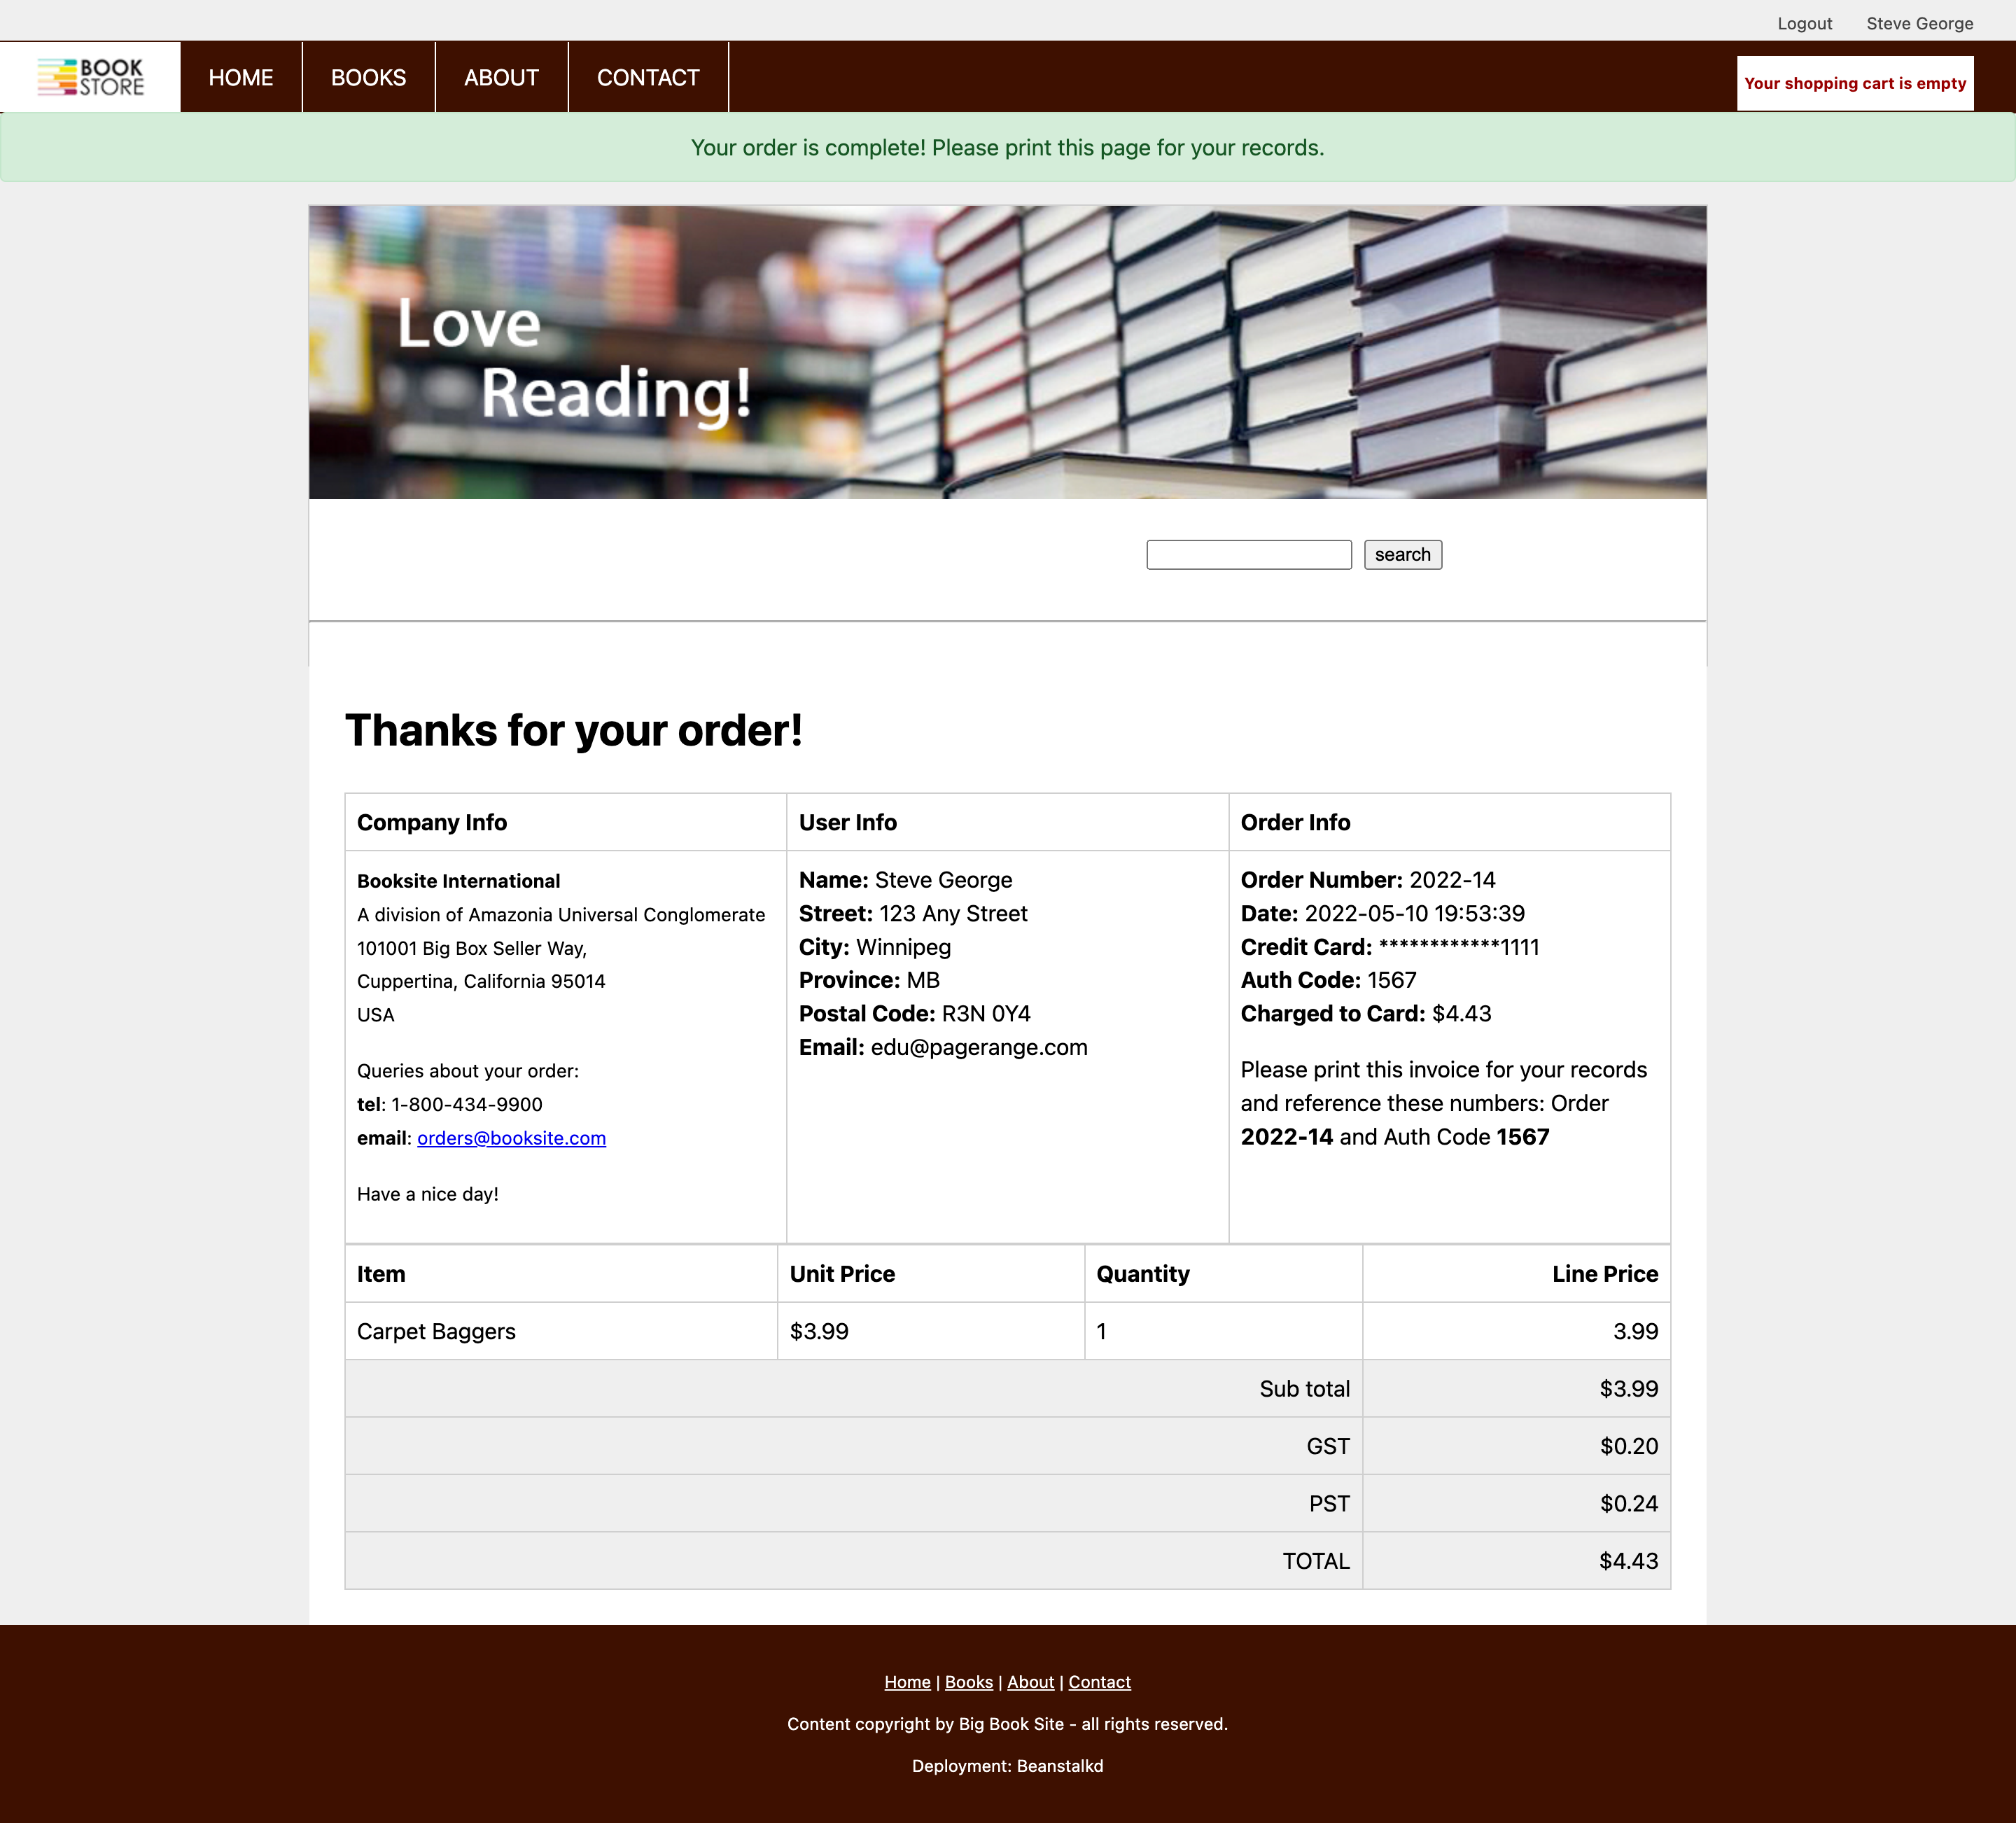 Logout Steve George
BOOK
STORE
HOME BOOKS ABOUT CONTACT
Your shopping cart is empty
Your order is complete! Please print this page for your records.
Love
Reading!
search
Thanks for your order!
Company Info
Booksite International
A division of Amazonia Universal Conglomerate
101001 Big Box Seller Way,
Cuppertina, California 95014
USA
Queries about your order:
tel: 1-800-434-9900
email: orders@booksite.com
Have a nice day!
User Info
Name: Steve George
Street: 123 Any Street
City: Winnipeg
Province: MB
Postal Code: R3N 0Y4
Email: edu@pagerange.com
Order Info
Order Number: 2022-14
Date: 2022-05-10 19:53:39
Credit Card: ************1111
Auth Code: 1567
Charged to Card: $4.43
Please print this invoice for your records
and reference these numbers: Order
2022-14 and Auth Code 1567
Item Unit Price Quantity Line Price
Carpet Baggers $3.99 1 3.99
Sub total $3.99
GST $0.20
PST $0.24
TOTAL $4.43
Home | Books | About | Contact
Content copyright by Big Book Site - all rights reserved.
Deployment: Beanstalkd